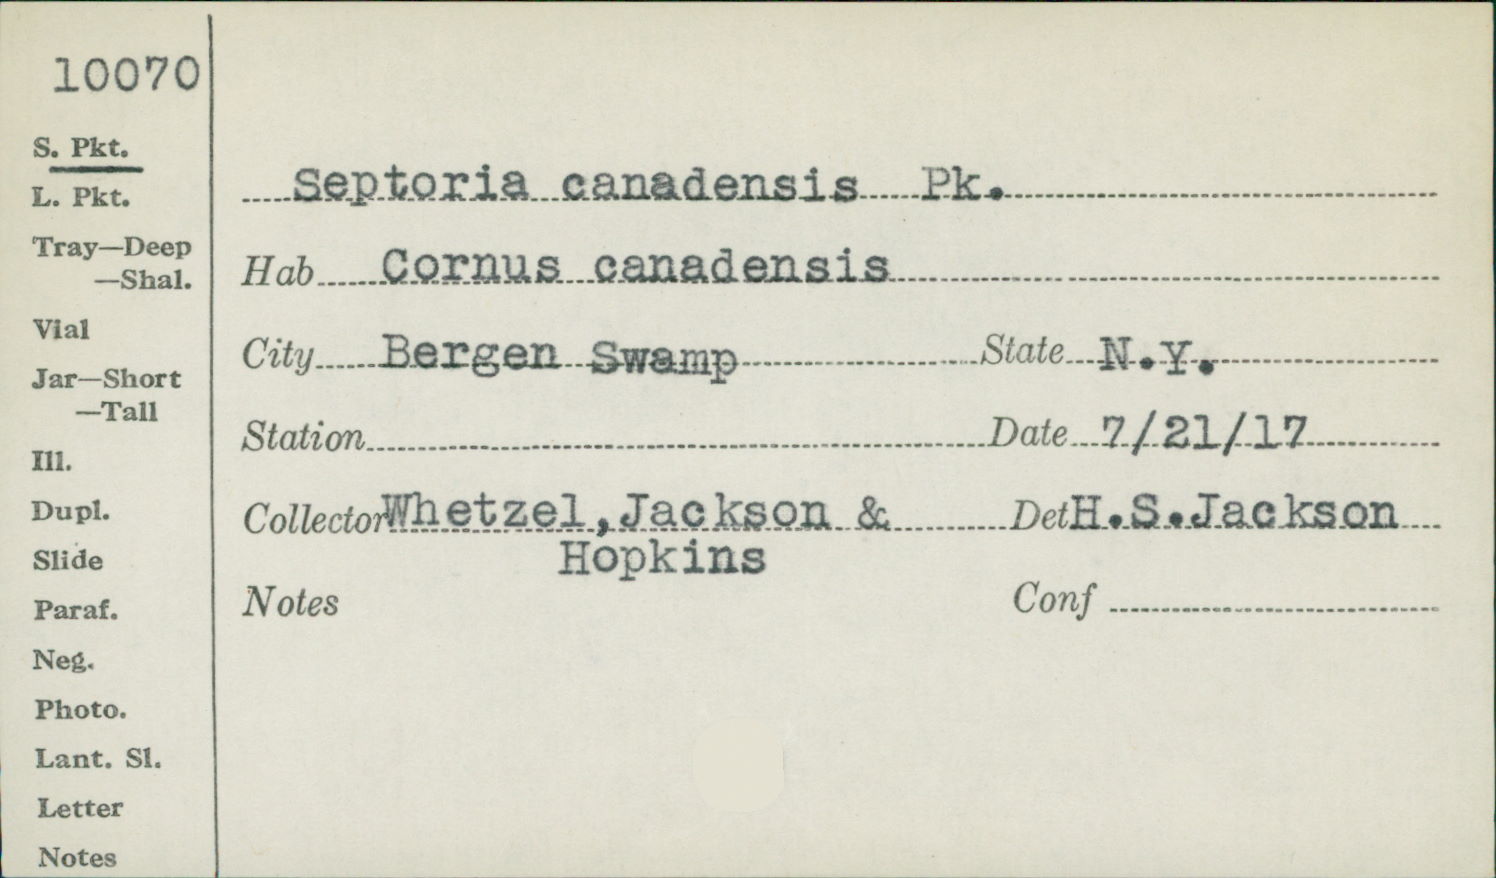 10070
S. Pkt.
L. Pkt.
Tray—Deep
—Shal.
Vial
Jar—Short
—Tall
Ill.
Dupl.
Slide
Paraf.
Neg.
Photo.
Lant. Sl.
Letter
Notes
Septoria canadensis Pk.
Hab Cornus canadensis
City Bergen Swamp State N.Y.
Station Date 7/21/17
Collector Whetzel, Jackson & Det H.S.Jackson
Hopkins
Notes Conf